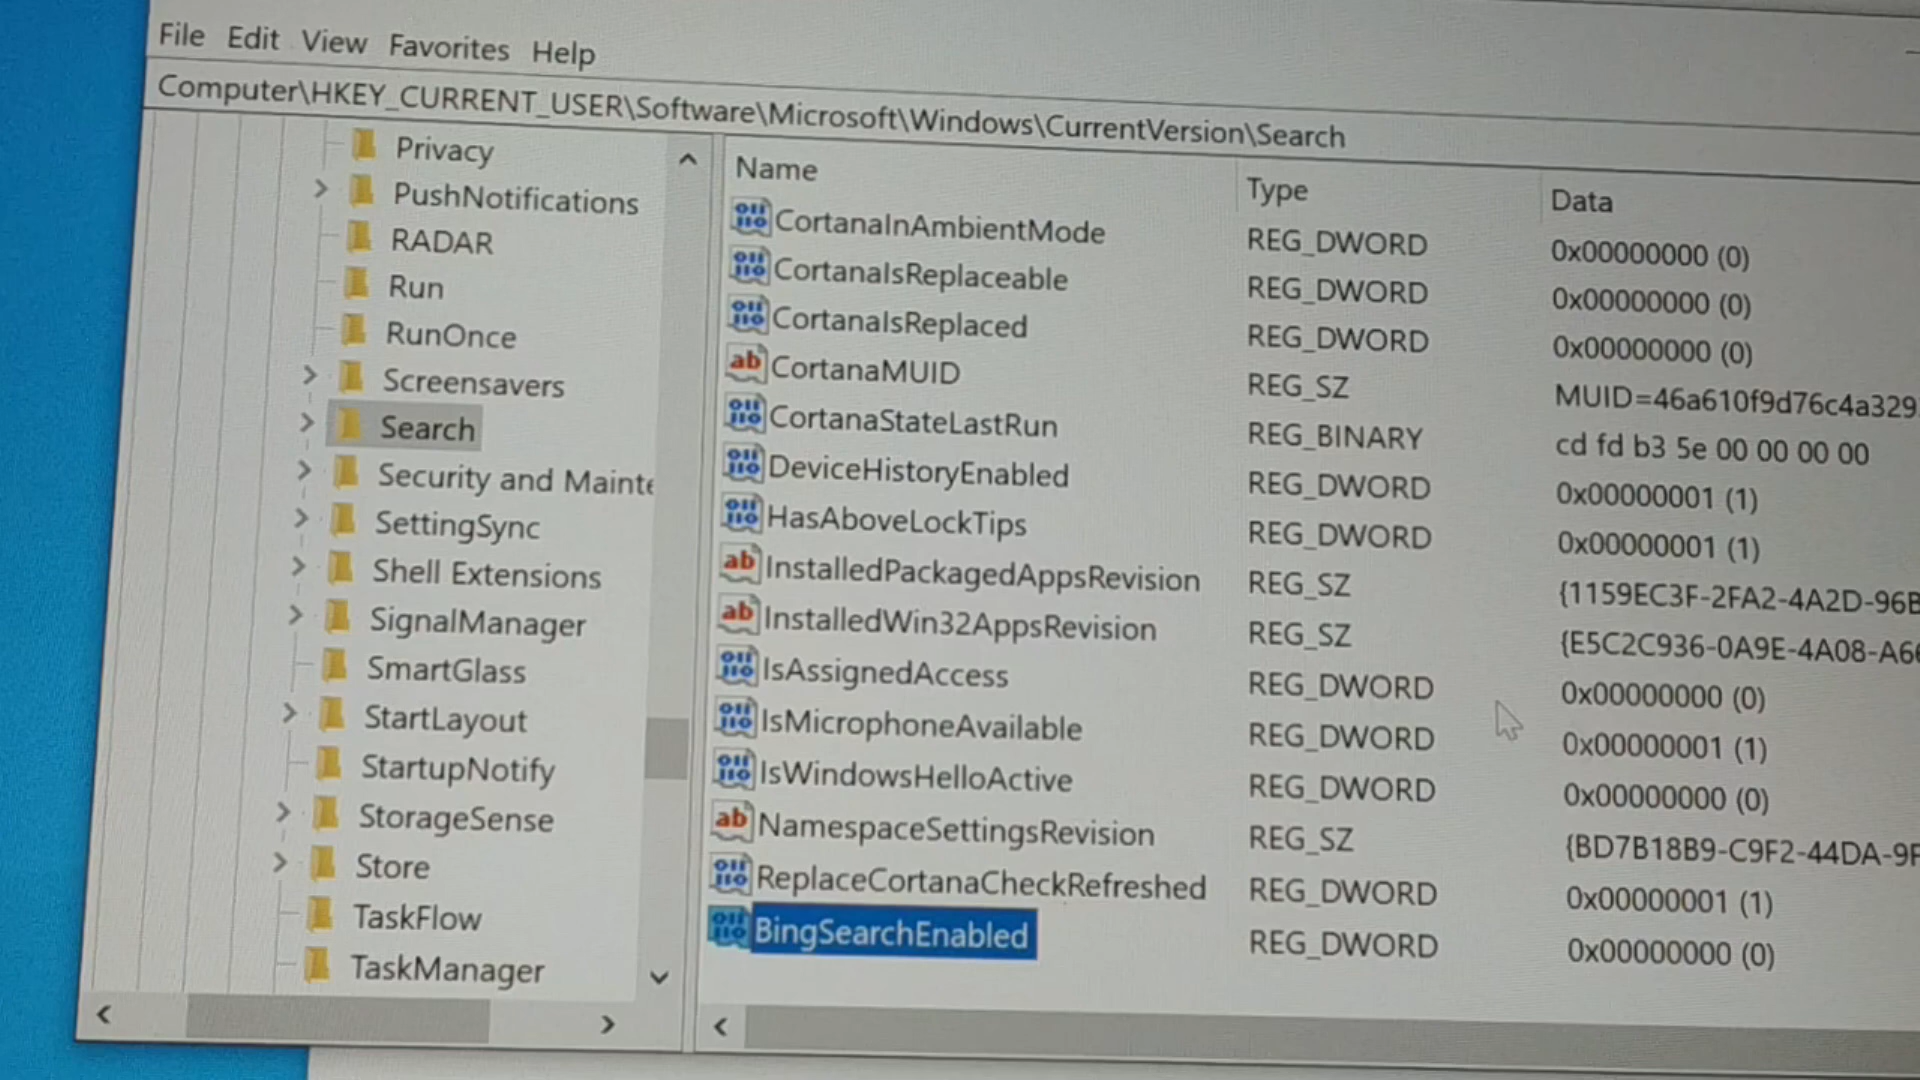 File Edit View Favorites Help
Computer\HKEY_CURRENT_USER\Software\Microsoft\Windows\CurrentVersion\Search
Privacy
PushNotifications
RADAR
Run
RunOnce
Screensavers
Search
Security and Mainte
SettingSync
Shell Extensions
SignalManager
SmartGlass
StartLayout
StartupNotify
StorageSense
Store
TaskFlow
TaskManager
Name Type Data
CortanaInAmbientMode REG_DWORD 0x00000000 (0)
CortanaIsReplaceable REG_DWORD 0x00000000 (0)
CortanaIsReplaced REG_DWORD 0x00000000 (0)
CortanaMUID REG_SZ MUID=46a610f9d76c4a329
CortanaStateLastRun REG_BINARY cd fd b3 5e 00 00 00 00
DeviceHistoryEnabled REG_DWORD 0x00000001 (1)
HasAboveLockTips REG_DWORD 0x00000001 (1)
InstalledPackagedAppsRevision REG_SZ {1159EC3F-2FA2-4A2D-96B
InstalledWin32AppsRevision REG_SZ {E5C2C936-0A9E-4A08-A66
IsAssignedAccess REG_DWORD 0x00000000 (0)
IsMicrophoneAvailable REG_DWORD 0x00000001 (1)
IsWindowsHelloActive REG_DWORD 0x00000000 (0)
NamespaceSettingsRevision REG_SZ {BD7B18B9-C9F2-44DA-9F
ReplaceCortanaCheckRefreshed REG_DWORD 0x00000001 (1)
BingSearchEnabled REG_DWORD 0x00000000 (0)